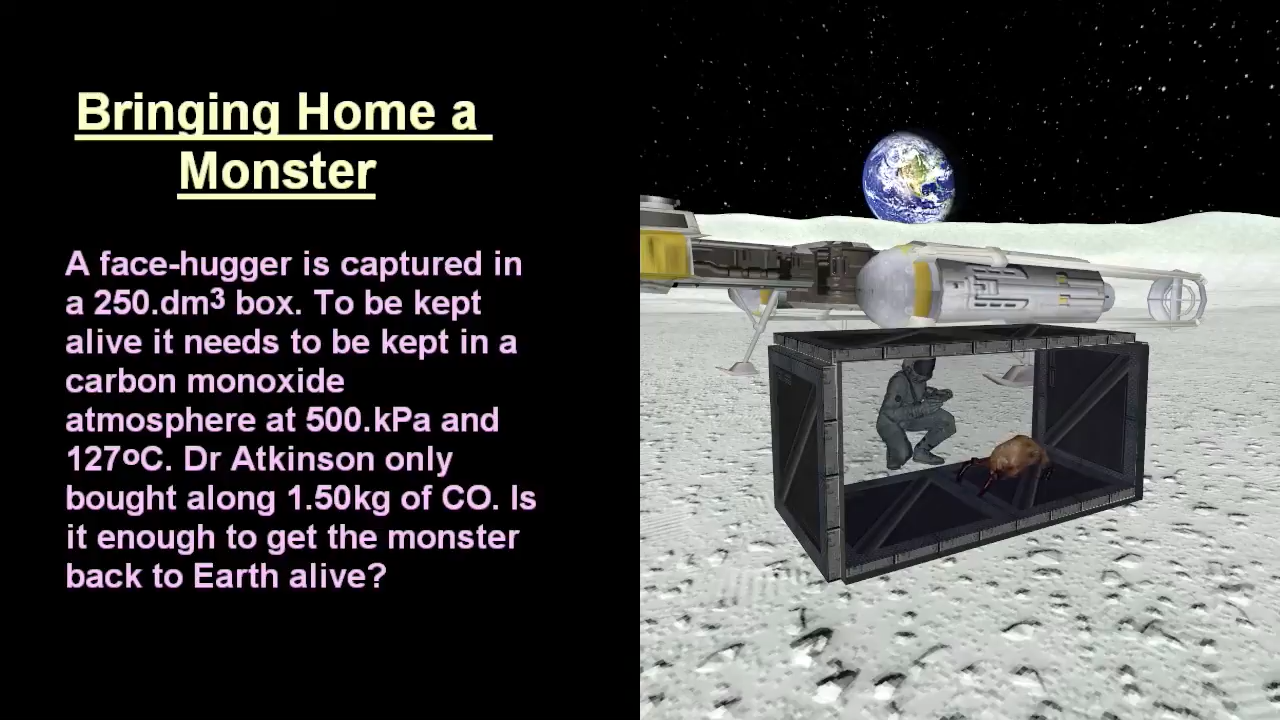 Bringing Home a
Monster
A face-hugger is captured in
a 250.dm³ box. To be kept
alive it needs to be kept in a
carbon monoxide
atmosphere at 500.kPa and
127ºC. Dr Atkinson only
bought along 1.50kg of CO. Is
it enough to get the monster
back to Earth alive?